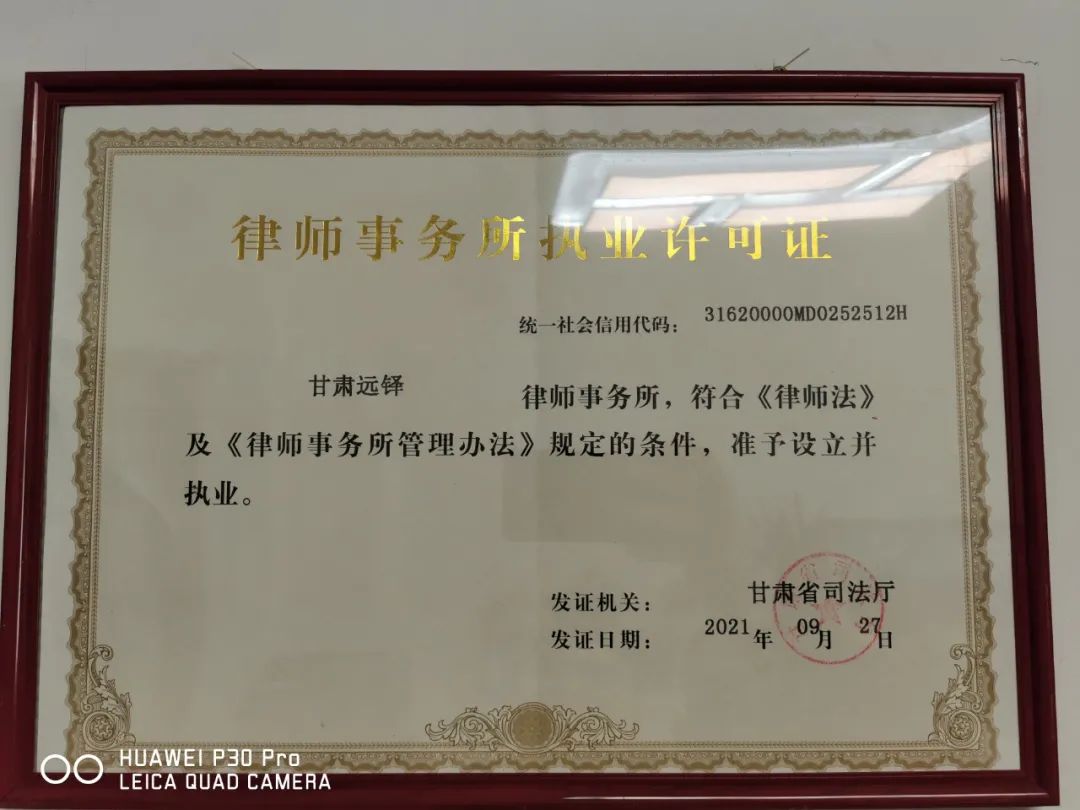 律师事务所执业许可证
统一社会信用代码： 31620000MD0252512H
甘肃远铎 律师事务所，符合《律师法》
及《律师事务所管理办法》规定的条件，准予设立并
执业。
发证机关： 甘肃省司法厅
发证日期： 2021年 09月 27日
HUAWEI P30 Pro
LEICA QUAD CAMERA